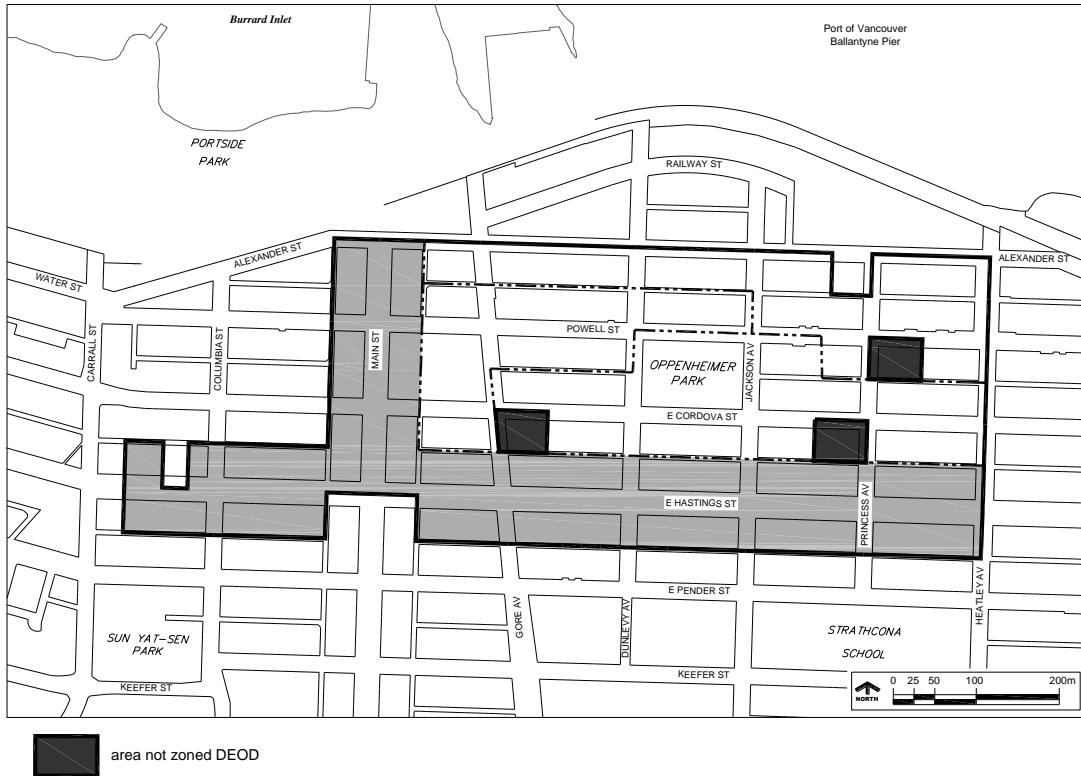 Burrard Inlet
Port of Vancouver
Ballantyne Pier
PORTSIDE
PARK
RAILWAY ST
ALEXANDER ST
ALEXANDER ST
WATER ST
CARRALL ST
COLUMBIA ST
MAIN ST
POWELL ST
OPPENHEIMER
PARK
JACKSON AV
E CORDOVA ST
E HASTINGS ST
PRINCESS AV
HEATLEY AV
E PENDER ST
GORE AV
DUNLEVY AV
SUN YAT-SEN
PARK
STRATHCONA
SCHOOL
KEEFER ST
KEEFER ST
NORTH
0 25 50 100 200m
area not zoned DEOD